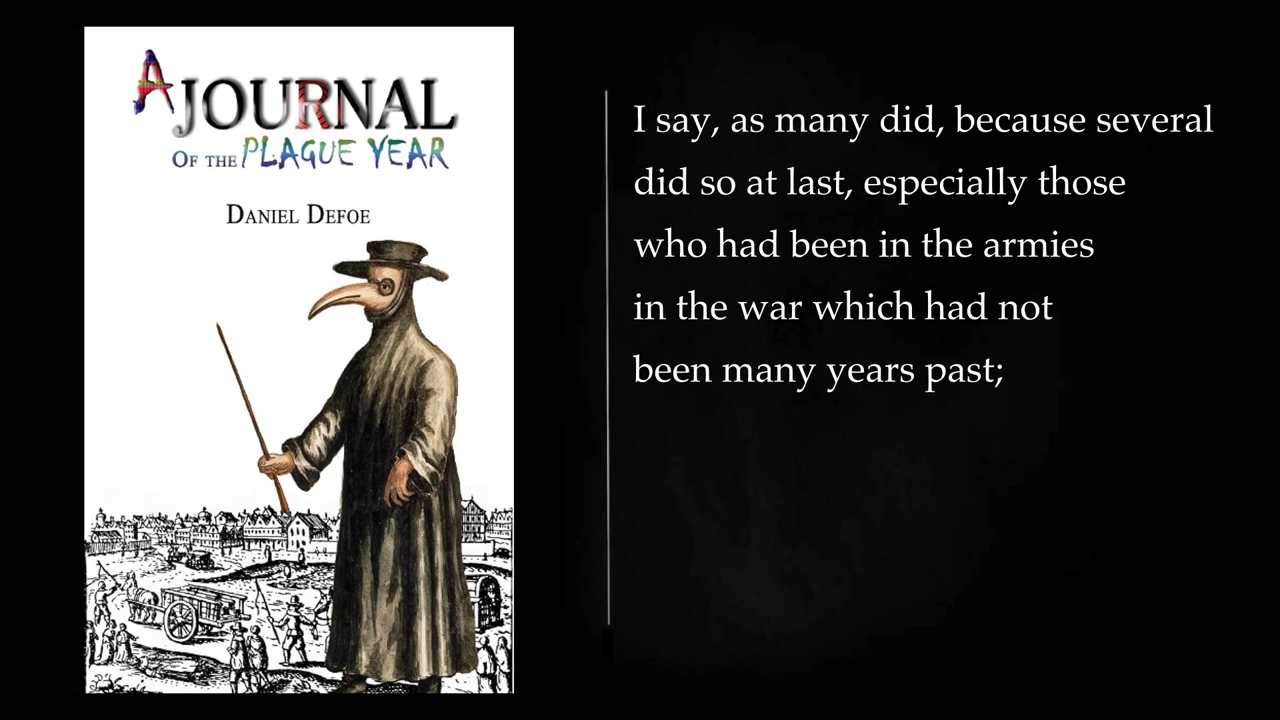 A JOURNAL
OF THE PLAGUE YEAR
DANIEL DEFOE
I say, as many did, because several
did so at last, especially those
who had been in the armies
in the war which had not
been many years past;